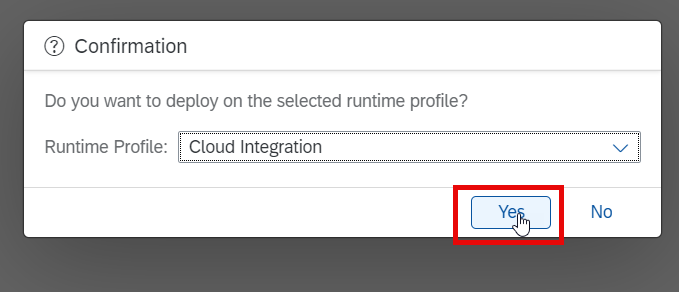 Confirmation
Do you want to deploy on the selected runtime profile?
Runtime Profile: Cloud Integration
Yes No